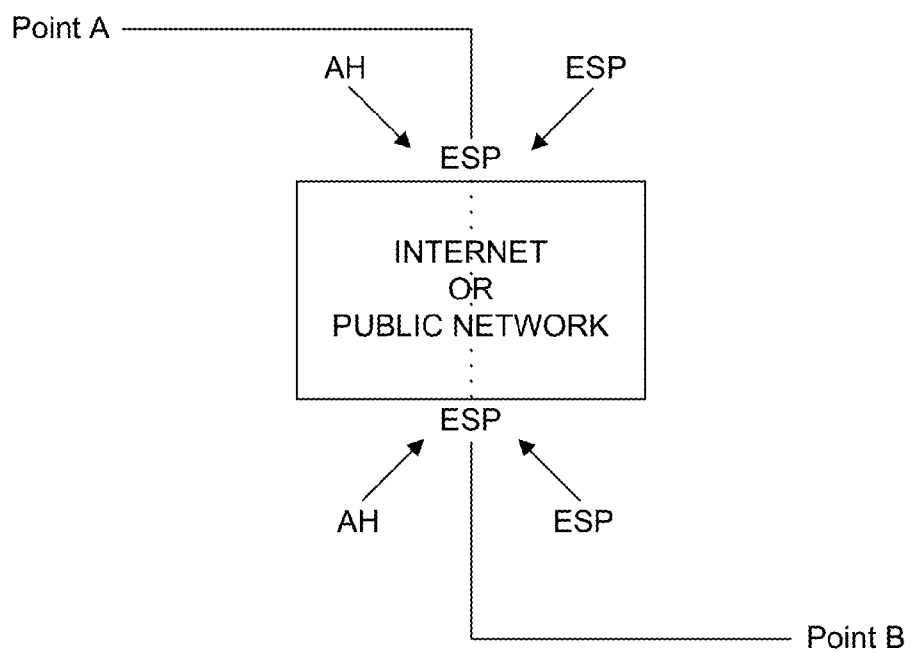 Point A
AH
ESP
ESP
INTERNET
OR
PUBLIC NETWORK
ESP
AH
ESP
Point B